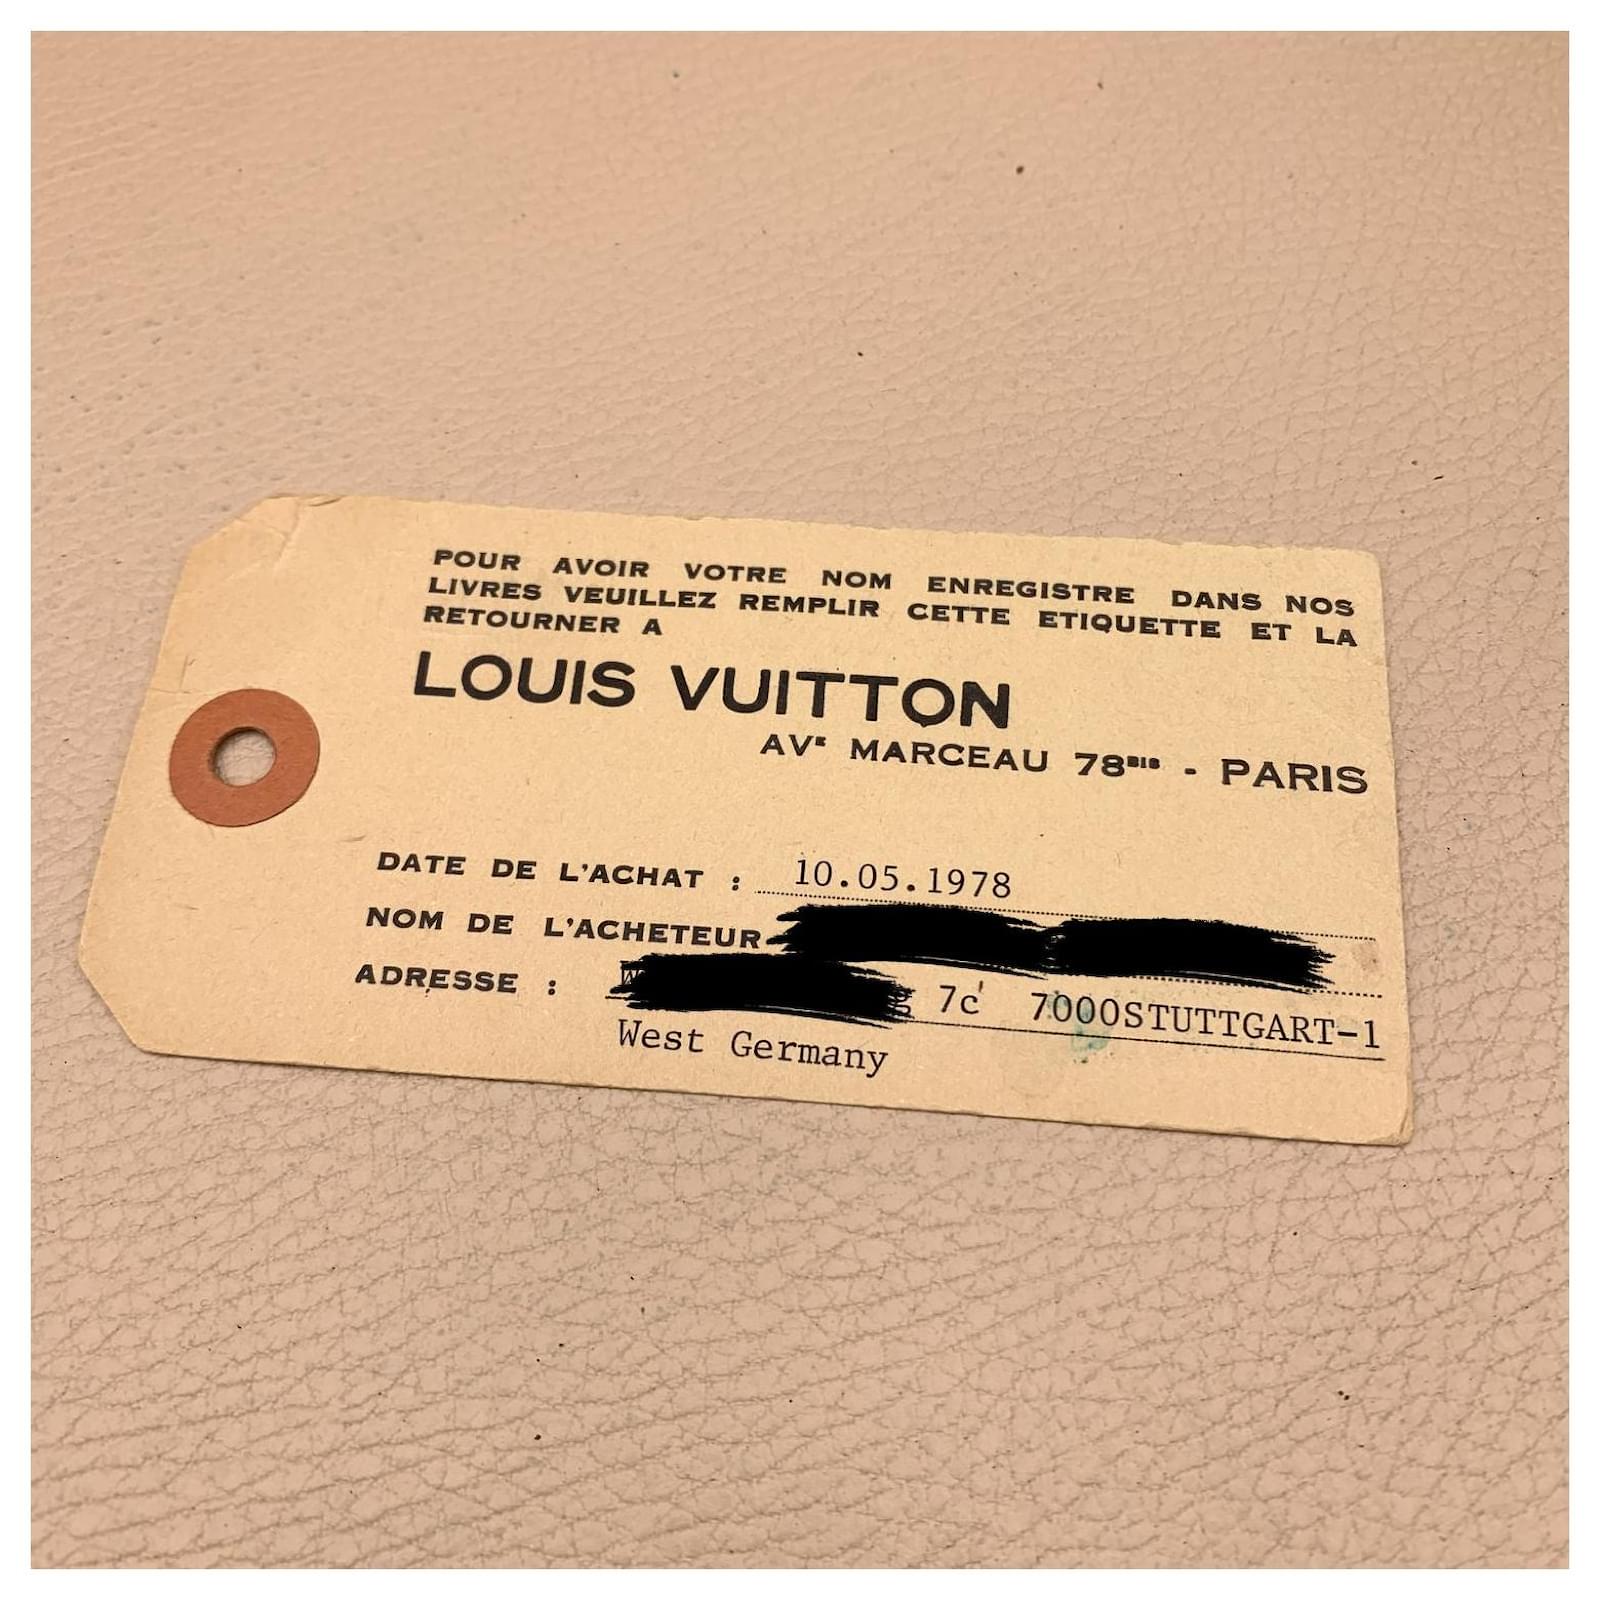 POUR AVOIR VOTRE NOM ENREGISTRE DANS NOS
LIVRES VEUILLEZ REMPLIR CETTE ETIQUETTE ET LA
RETOURNER A
LOUIS VUITTON
AVE MARCEAU 78BIS - PARIS
DATE DE L'ACHAT : 10.05.1978
NOM DE L'ACHETEUR
ADRESSE : 7c' 7000STUTTGART-1
West Germany